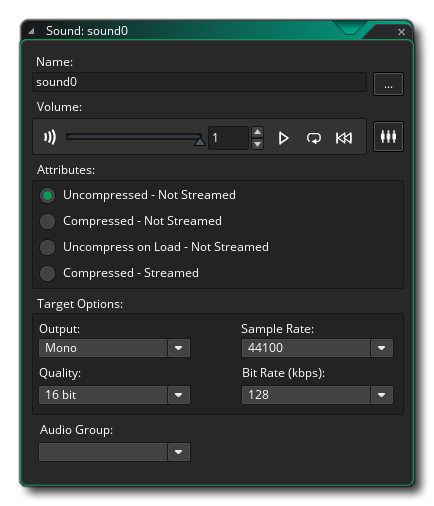 Sound: sound0
Name:
sound0
...
Volume:
1
Attributes:
Uncompressed - Not Streamed
Compressed - Not Streamed
Uncompress on Load - Not Streamed
Compressed - Streamed
Target Options:
Output: Sample Rate:
Mono 44100
Quality: Bit Rate (kbps):
16 bit 128
Audio Group: